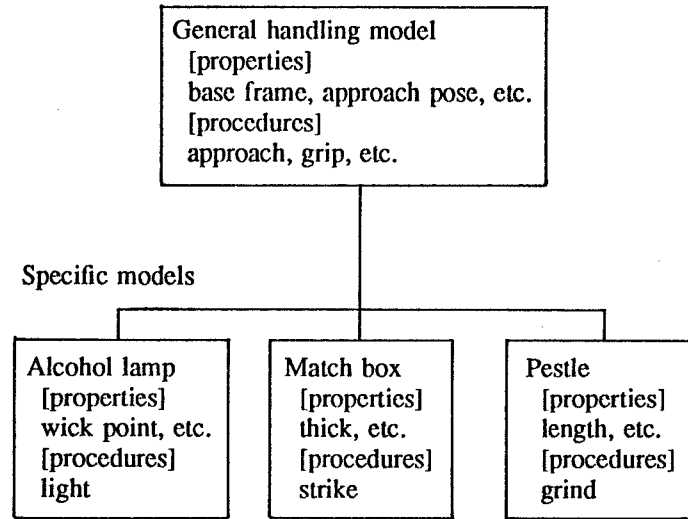 General handling model
[properties]
base frame, approach pose, etc.
[procedures]
approach, grip, etc.
Specific models
Alcohol lamp
[properties]
wick point, etc.
[procedures]
light
Match box
[properties]
thick, etc.
[procedures]
strike
Pestle
[properties]
length, etc.
[procedures]
grind